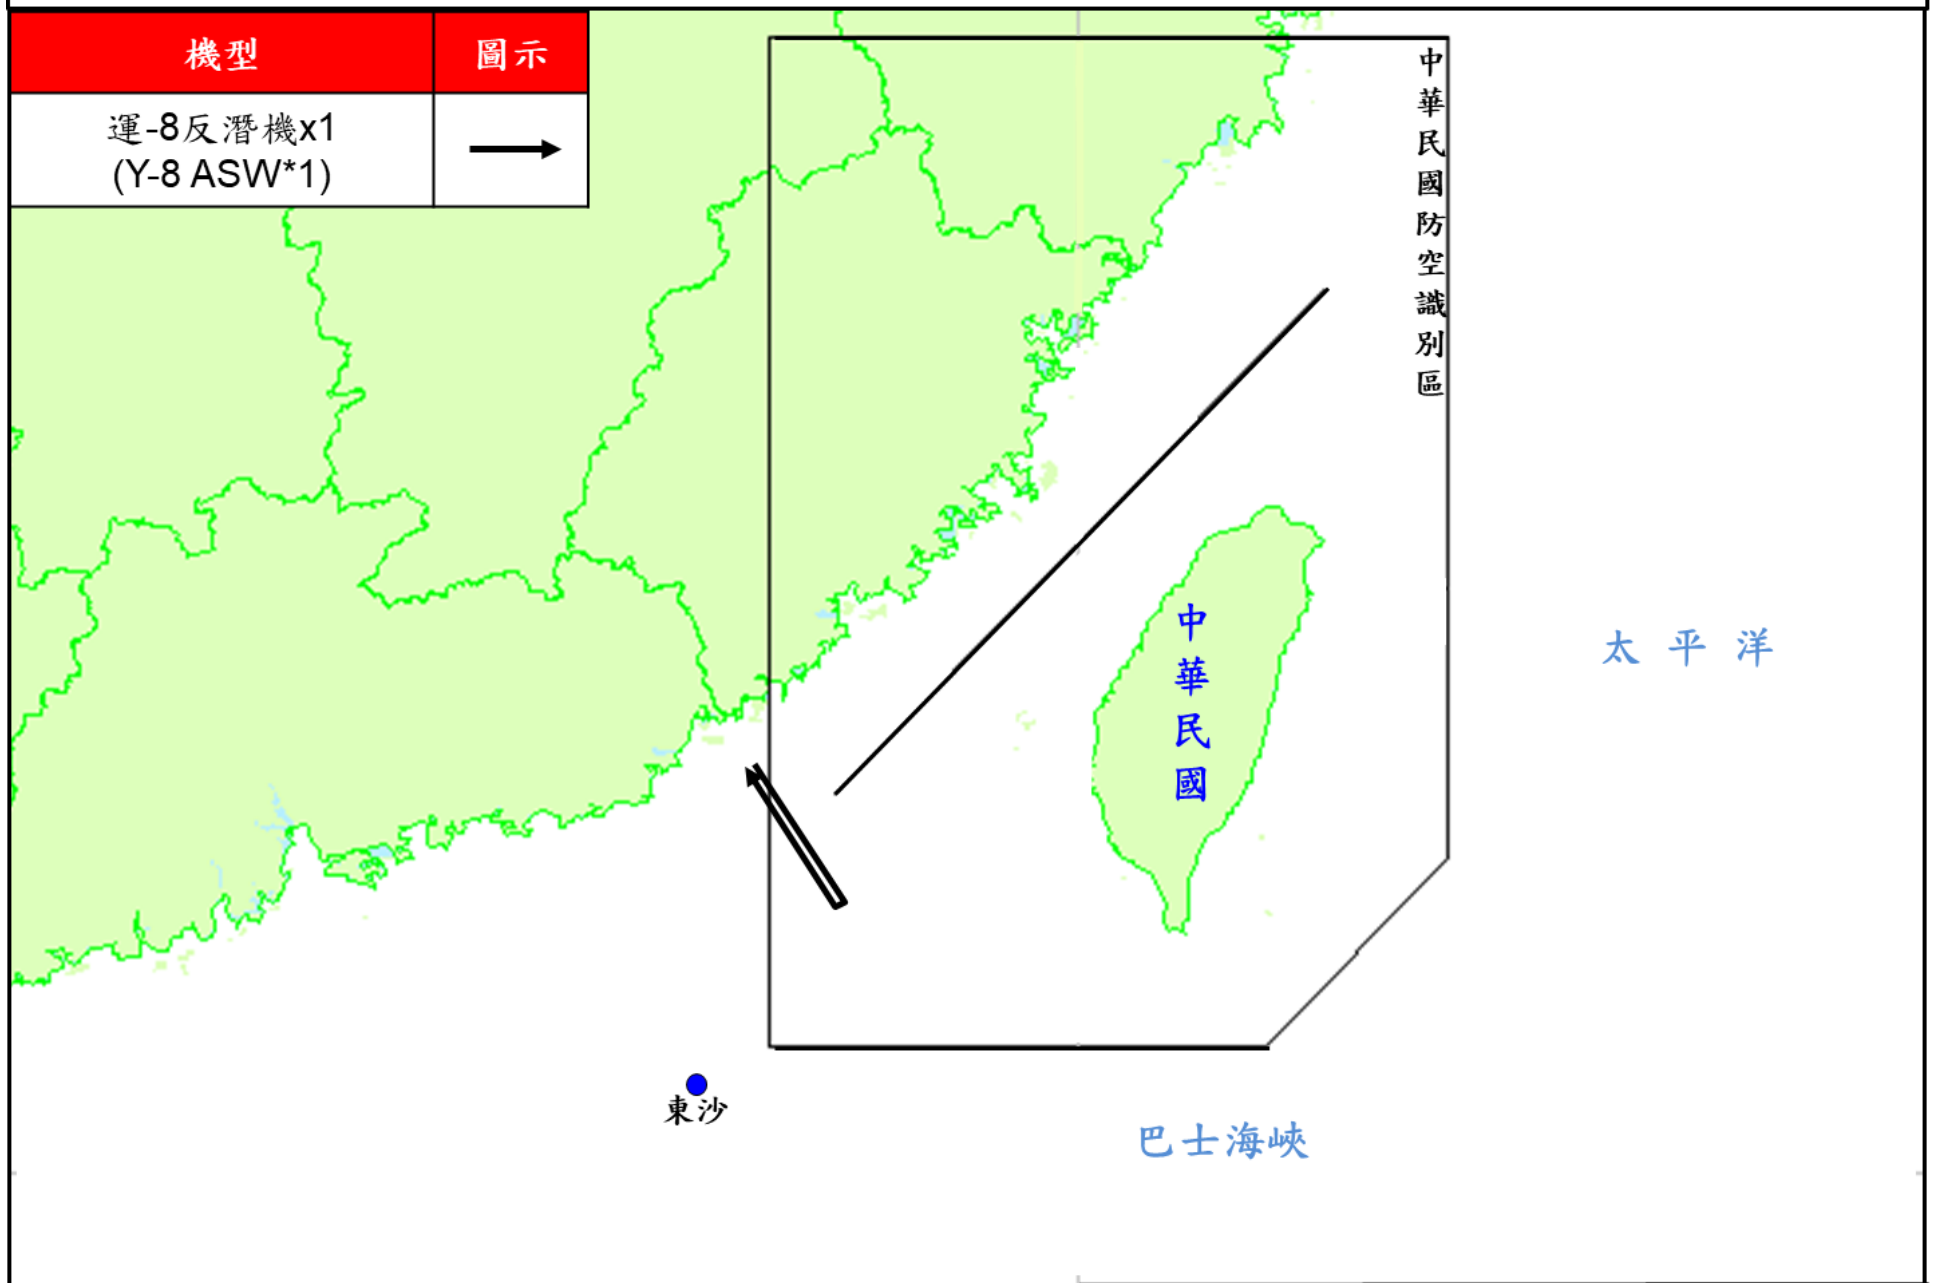 機型
圖示
運-8反潛機x1
(Y-8 ASW*1)
中華民國防空識別區
中華民國
太平洋
東沙
巴士海峽